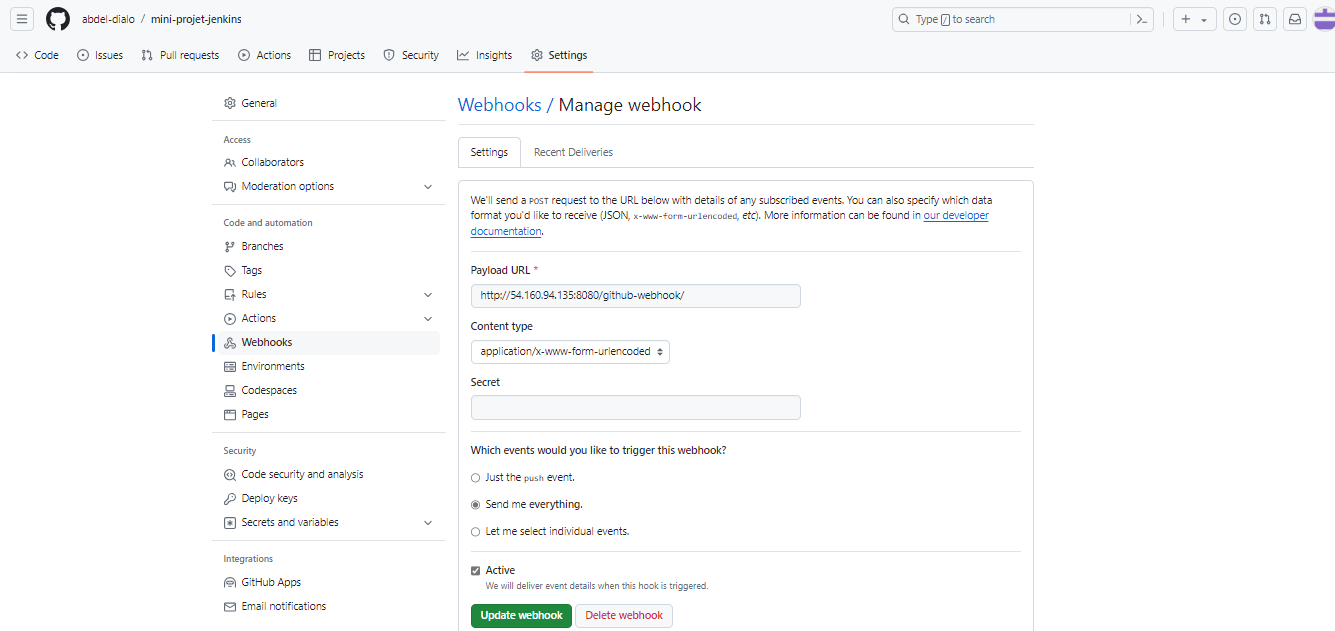 abdel-dialo / mini-projet-jenkins
Type / to search
Code Issues Pull requests Actions Projects Security Insights Settings
General
Access
Collaborators
Moderation options
Code and automation
Branches
Tags
Rules
Actions
Webhooks
Environments
Codespaces
Pages
Security
Code security and analysis
Deploy keys
Secrets and variables
Integrations
GitHub Apps
Email notifications
Webhooks / Manage webhook
Settings Recent Deliveries
We'll send a POST request to the URL below with details of any subscribed events. You can also specify which data
format you'd like to receive (JSON, x-www-form-urlencoded, etc). More information can be found in our developer
documentation.
Payload URL *
http://54.160.94.135:8080/github-webhook/
Content type
application/x-www-form-urlencoded
Secret
Which events would you like to trigger this webhook?
Just the push event.
Send me everything.
Let me select individual events.
Active
We will deliver event details when this hook is triggered.
Update webhook Delete webhook